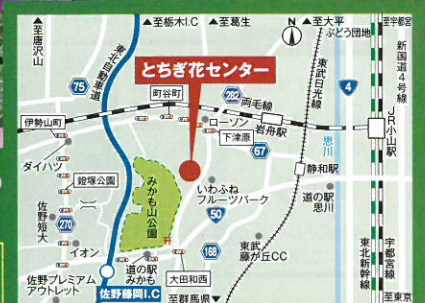 ▲至唐沢山
▲至栃木I.C
▲至葛生
N
▲至大平
ぶどう団地
至宇都宮
新国道4号線
東北自動車道
とちぎ花センター
75
町谷町
282
両毛線
岩舟駅
東武日光線
4
JR小山駅
伊勢山町
ローソン
下津原
67
思川
静和駅
ダイハツ
鐙塚公園
みかも山公園
いわふね
フルーツパーク
道の駅
思川
50
佐野短大
270
イオン
168
東武
藤が丘CC
佐野プレミアム
アウトレット
道の駅
みかも
大田和西
佐野藤岡I.C
至群馬県▼
東北新幹線
宇都宮線
至東京